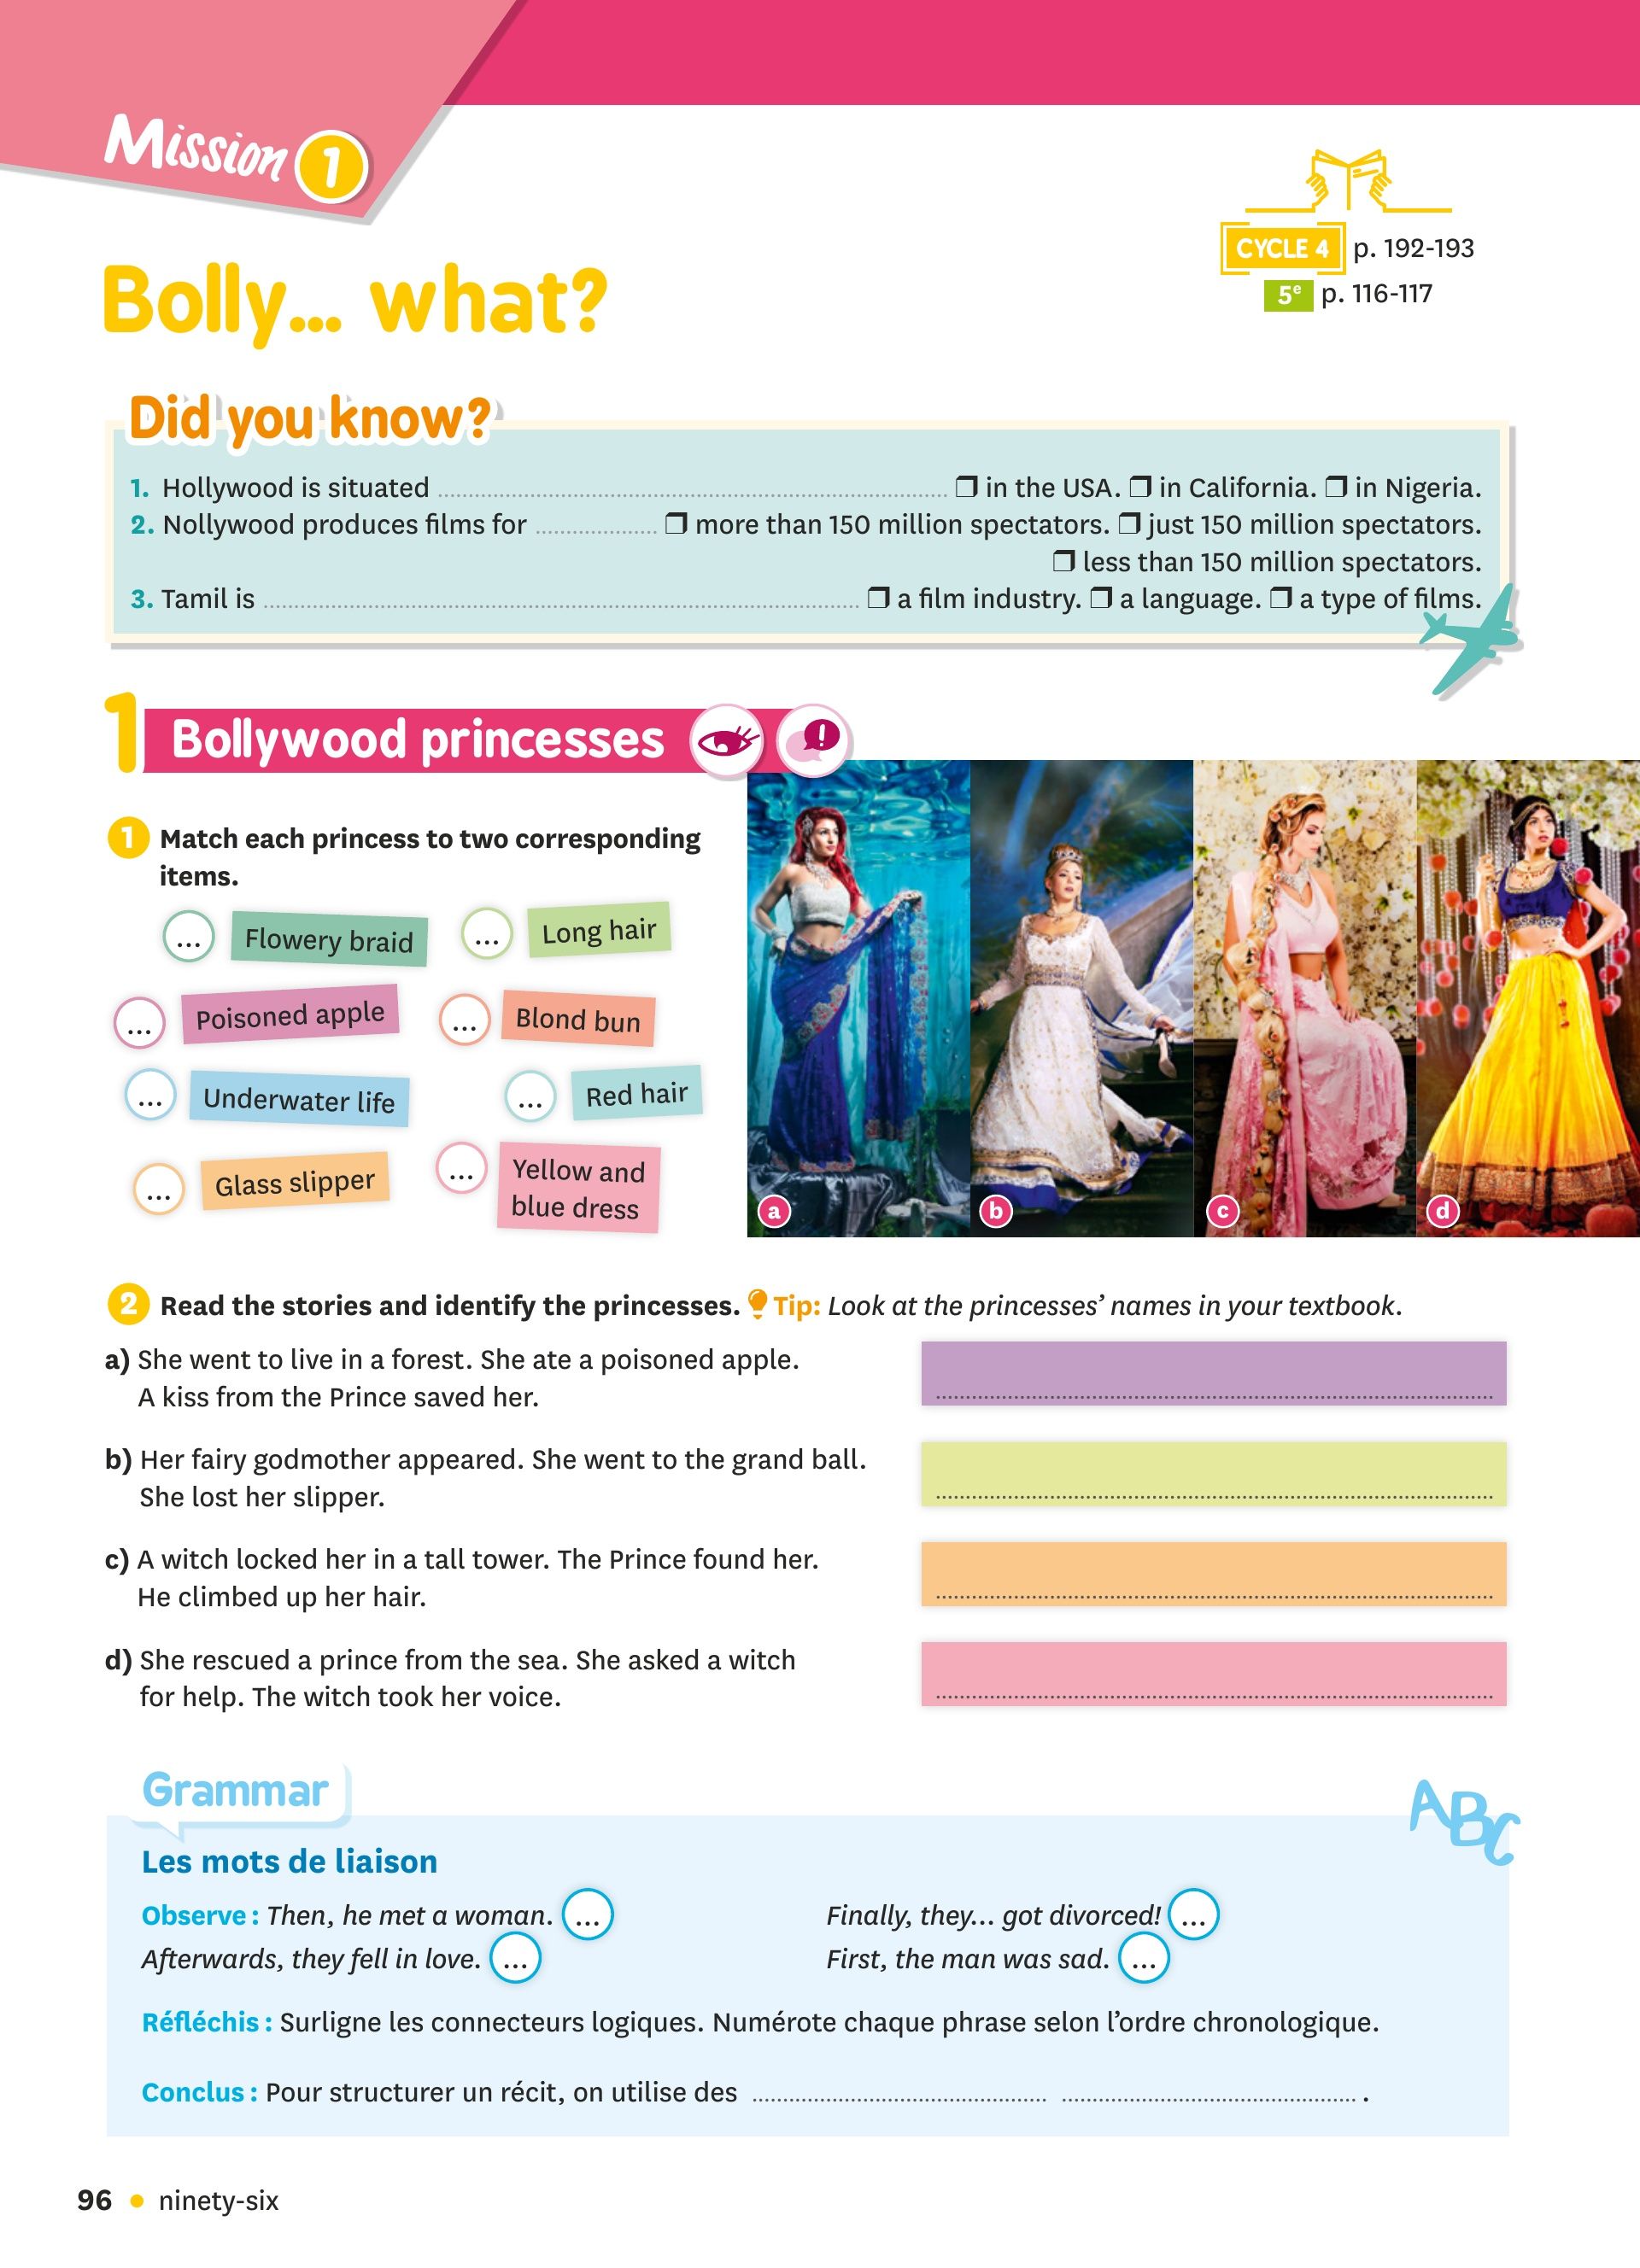 Mission 1
CYCLE 4 p. 192-193
5e p. 116-117
Bolly... what?
Did you know?
1. Hollywood is situated ........................ ❒ in the USA. ❒ in California. ❒ in Nigeria.
2. Nollywood produces films for .................... ❒ more than 150 million spectators. ❒ just 150 million spectators.
❒ less than 150 million spectators.
3. Tamil is ........................ ❒ a film industry. ❒ a language. ❒ a type of films.
1 Bollywood princesses
!
1 Match each princess to two corresponding
items.
... Flowery braid ... Long hair
... Poisoned apple ... Blond bun
... Underwater life ... Red hair
... Glass slipper ... Yellow and
blue dress
a b c d
2 Read the stories and identify the princesses. Tip: Look at the princesses’ names in your textbook.
a) She went to live in a forest. She ate a poisoned apple.
A kiss from the Prince saved her. ........................
b) Her fairy godmother appeared. She went to the grand ball.
She lost her slipper. ........................
c) A witch locked her in a tall tower. The Prince found her.
He climbed up her hair. ........................
d) She rescued a prince from the sea. She asked a witch
for help. The witch took her voice. ........................
Grammar
ABC
Les mots de liaison
Observe : Then, he met a woman. ... Finally, they... got divorced! ...
Afterwards, they fell in love. ... First, the man was sad. ...
Réfléchis : Surligne les connecteurs logiques. Numérote chaque phrase selon l’ordre chronologique.
Conclus : Pour structurer un récit, on utilise des ........................ ........................ .
96 • ninety-six